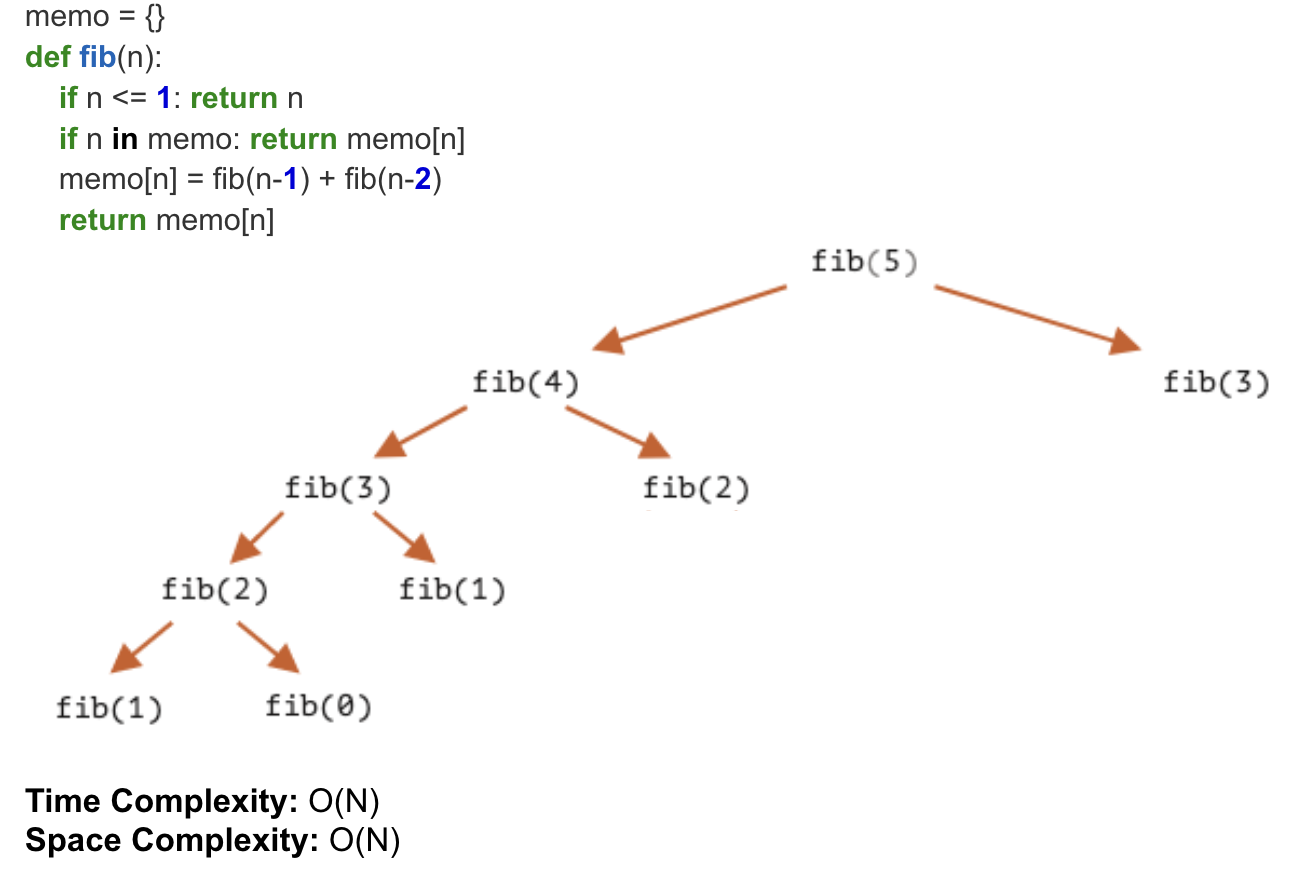 memo = {}
def fib(n):
if n <= 1: return n
if n in memo: return memo[n]
memo[n] = fib(n-1) + fib(n-2)
return memo[n]
fib(5)
fib(4) fib(3)
fib(3) fib(2)
fib(2) fib(1)
fib(1) fib(0)
Time Complexity: O(N)
Space Complexity: O(N)